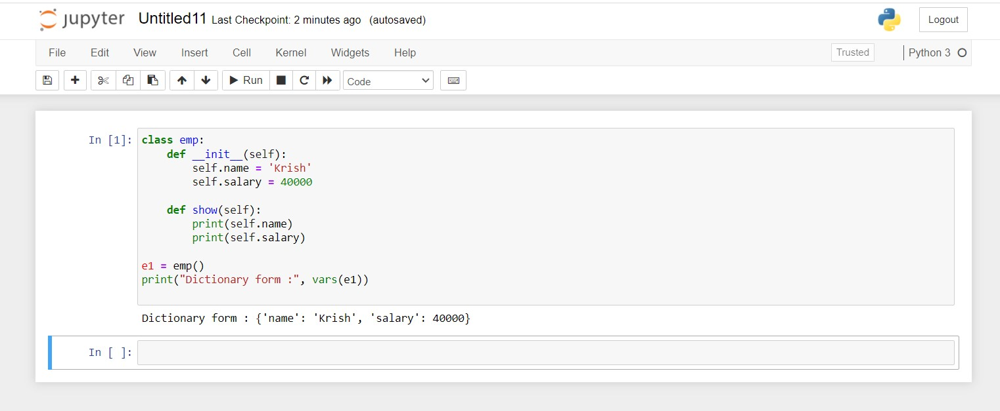 jupyter Untitled11 Last Checkpoint: 2 minutes ago (autosaved) Logout
File Edit View Insert Cell Kernel Widgets Help Trusted Python 3
Run Code
In [1]: class emp:
    def __init__(self):
        self.name = 'Krish'
        self.salary = 40000
    def show(self):
        print(self.name)
        print(self.salary)
e1 = emp()
print("Dictionary form :", vars(e1))
Dictionary form : {'name': 'Krish', 'salary': 40000}
In [ ]: